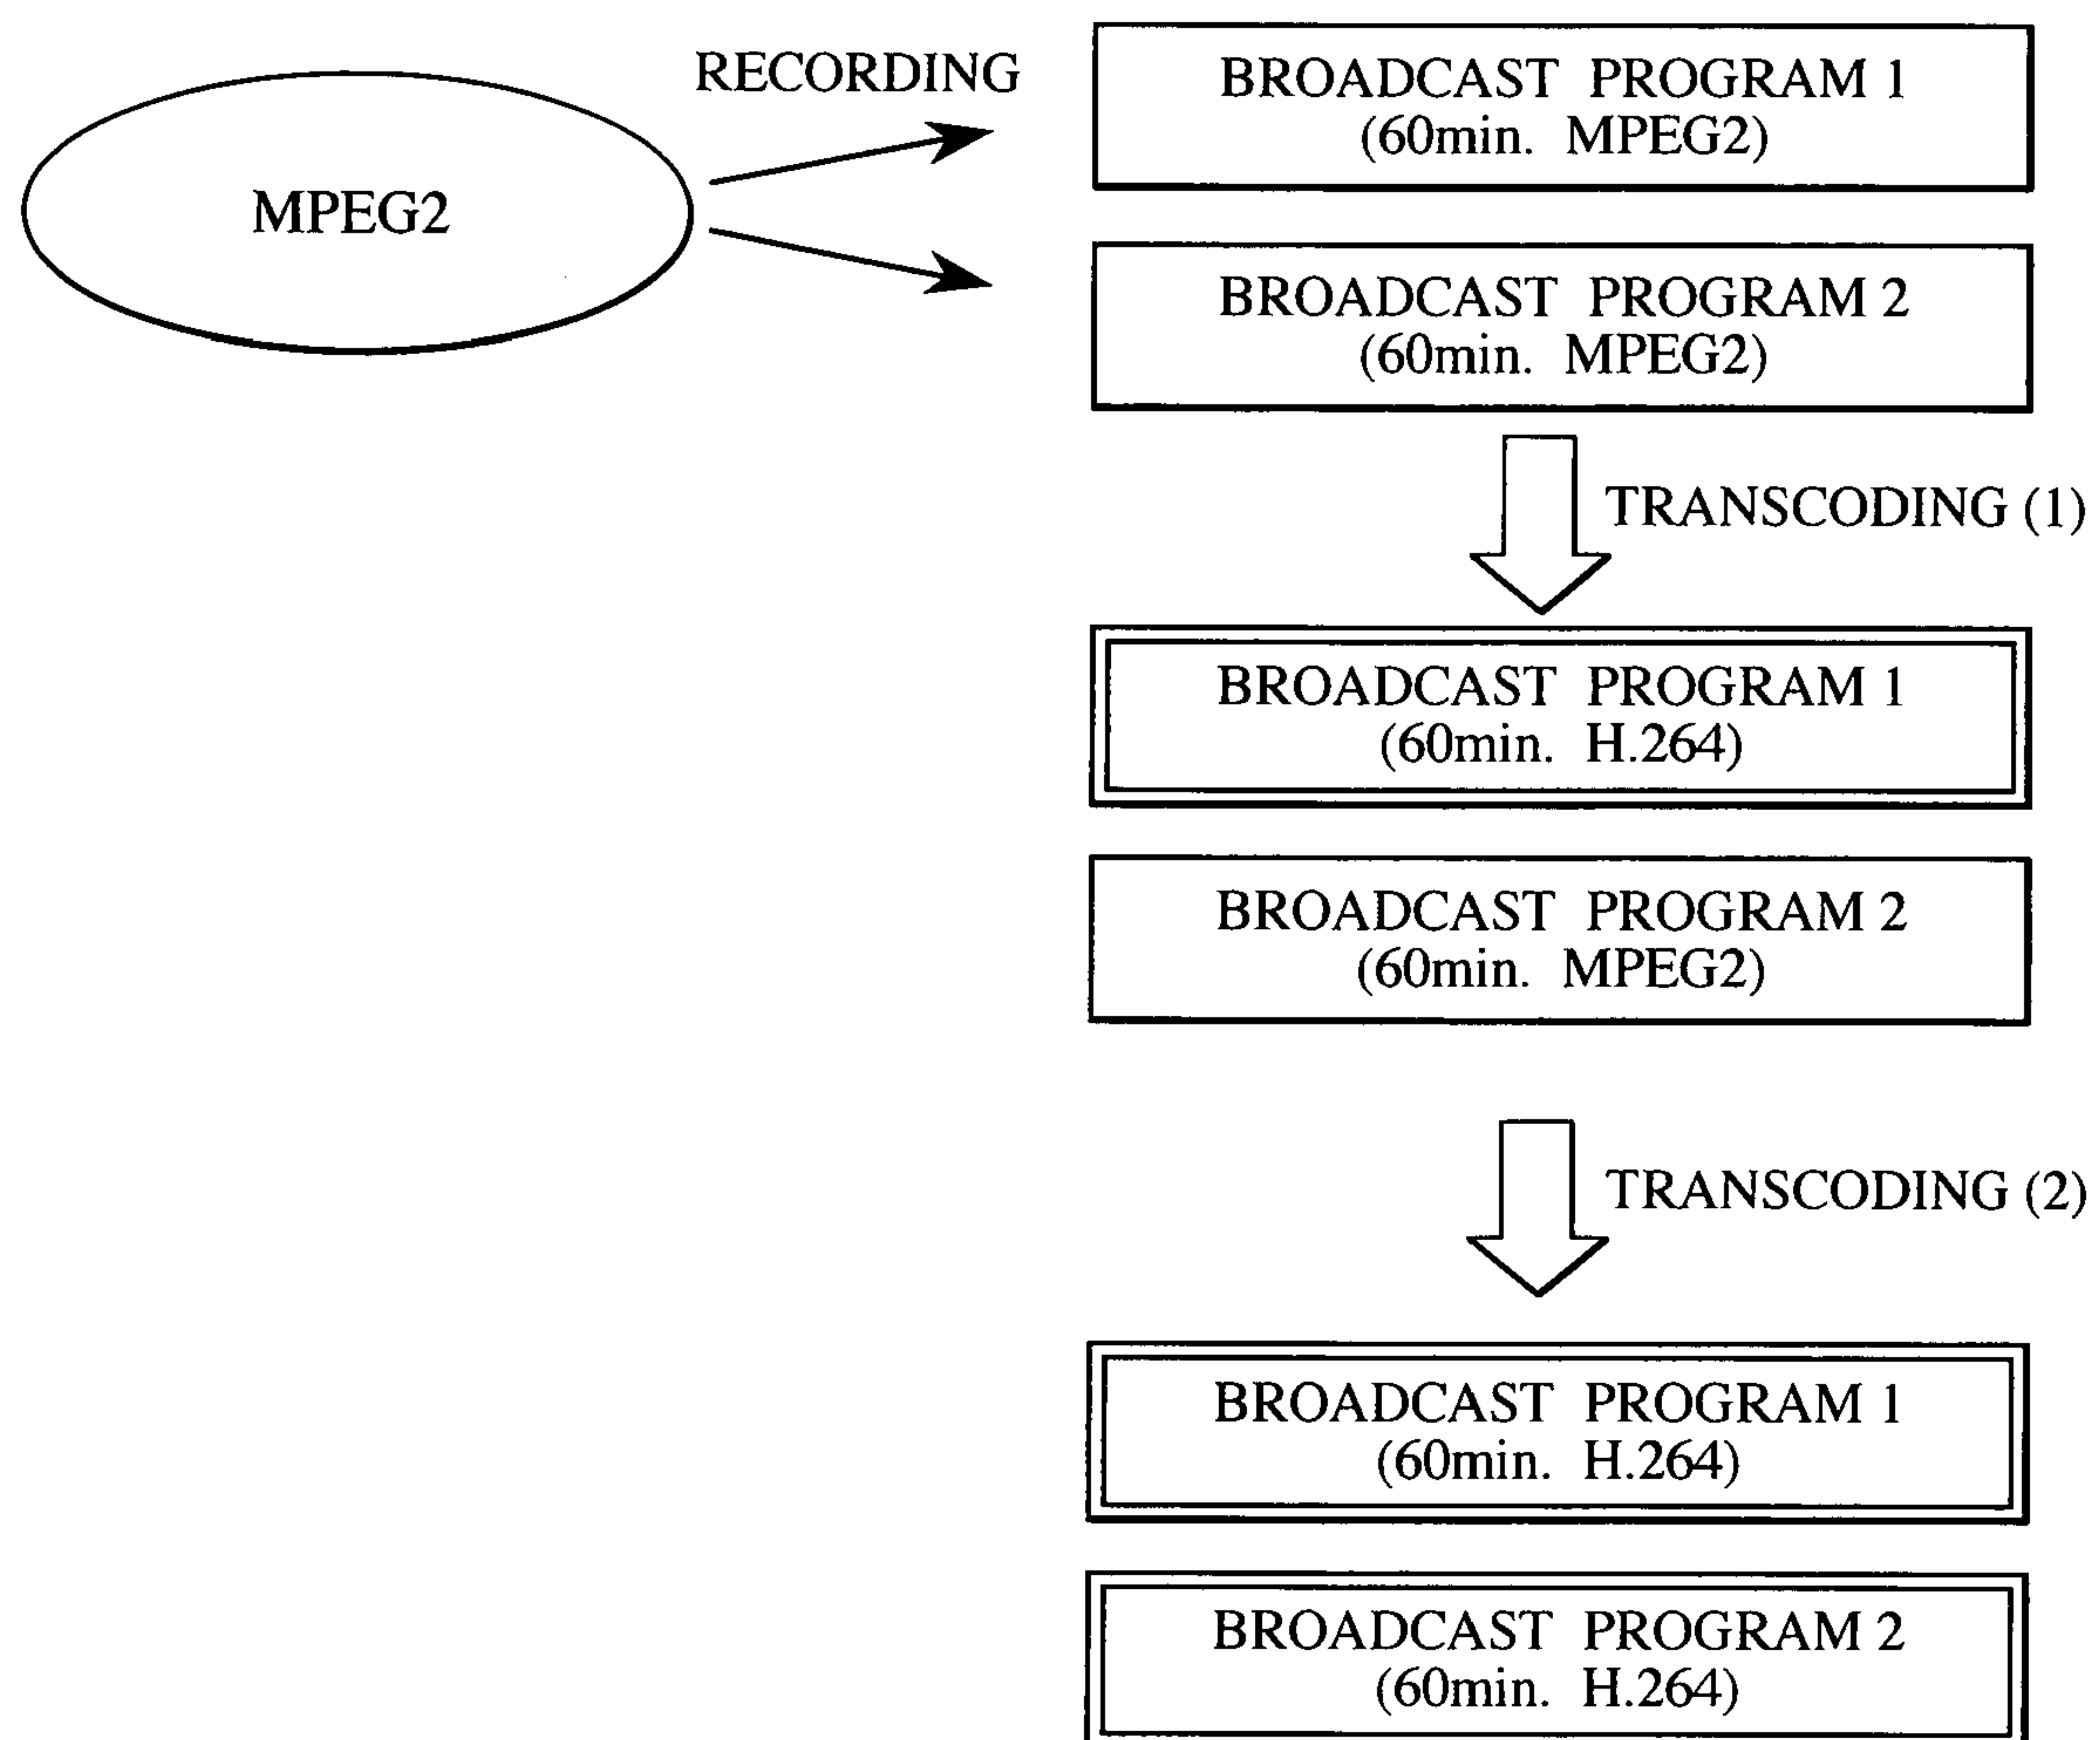 RECORDING
MPEG2
BROADCAST PROGRAM 1
(60min. MPEG2)
BROADCAST PROGRAM 2
(60min. MPEG2)
TRANSCODING (1)
BROADCAST PROGRAM 1
(60min. H.264)
BROADCAST PROGRAM 2
(60min. MPEG2)
TRANSCODING (2)
BROADCAST PROGRAM 1
(60min. H.264)
BROADCAST PROGRAM 2
(60min. H.264)